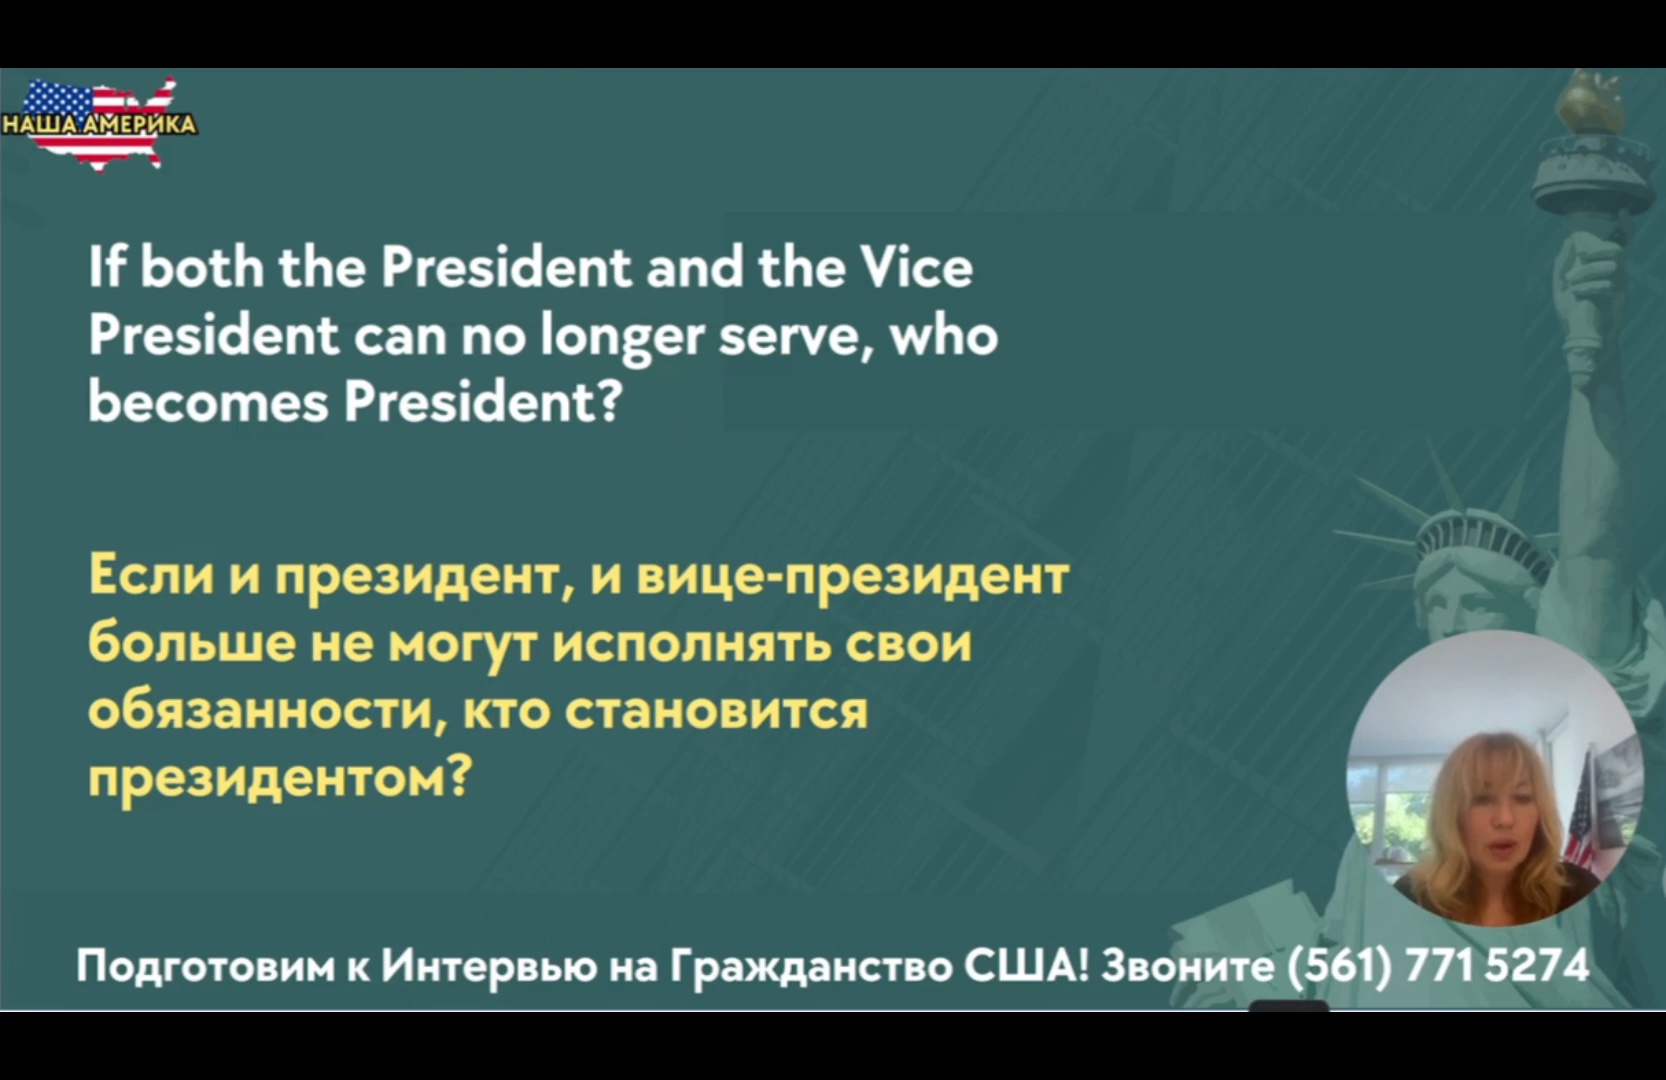 НАША АМЕРИКА
If both the President and the Vice
President can no longer serve, who
becomes President?
Если и президент, и вице-президент
больше не могут исполнять свои
обязанности, кто становится
президентом?
Подготовим к Интервью на Гражданство США! Звоните (561) 771 5274